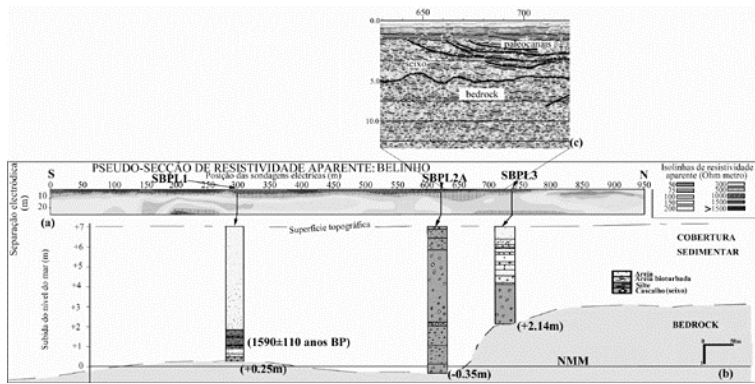 650 700
0.0
paleocanais
seixo
5.0
bedrock
10.0
(c)
S PSEUDO-SECÇÃO DE RESISTIVIDADE APARENTE: BELINHO N
SBPL1 Posição das sondagens eléctricas (m) SBPL2A SBPL3
0 50 100 150 200 250 300 350 400 450 500 550 600 650 700 750 800 850 900 950
Separação electródica (m)
10
20
Isolinhas de resistividade
aparente (Ohm metro)
200
>1500
(a)
Superfície topográfica
Subida do nível do mar (m)
+7
+6
+5
+4
+3
+2
+1
0
COBERTURA
SEDIMENTAR
Areia
Areia bioturbada
Silte
Cascalho (seixo)
(1590±110 anos BP)
(+2.14m)
BEDROCK
(+0.25m)
NMM
(-0.35m)
(b)